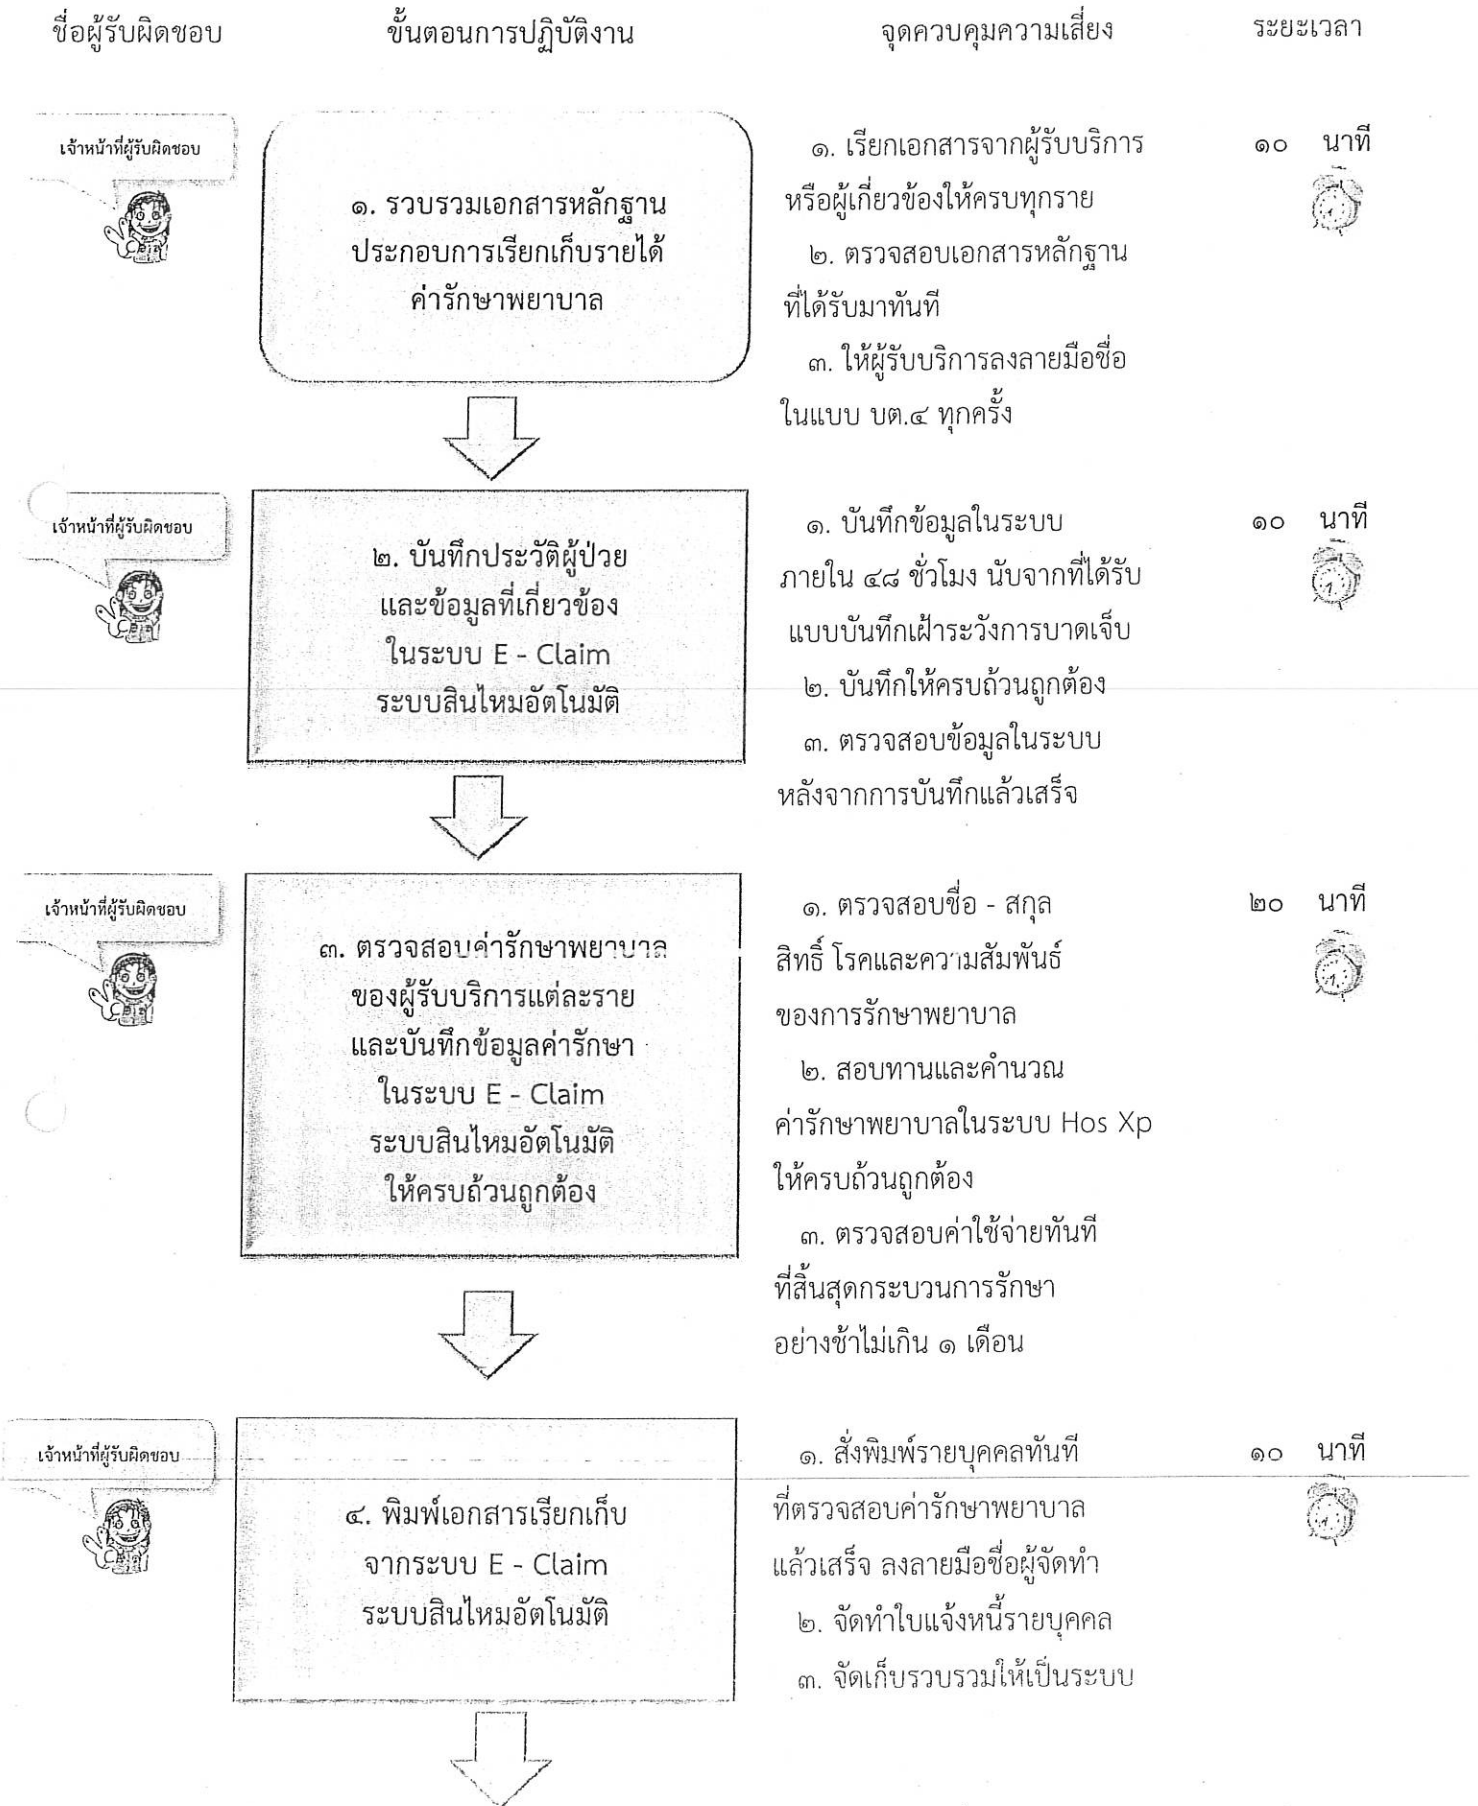 ชื่อผู้รับผิดชอบ
ขั้นตอนการปฏิบัติงาน
จุดควบคุมความเสี่ยง
ระยะเวลา
เจ้าหน้าที่ผู้รับผิดชอบ
๑. รวบรวมเอกสารหลักฐาน
ประกอบการเรียกเก็บรายได้
ค่ารักษาพยาบาล
๑. เรียกเอกสารจากผู้รับบริการ
หรือผู้เกี่ยวข้องให้ครบทุกราย
๒. ตรวจสอบเอกสารหลักฐาน
ที่ได้รับมาทันที
๓. ให้ผู้รับบริการลงลายมือชื่อ
ในแบบ บต.๔ ทุกครั้ง
๑๐ นาที
เจ้าหน้าที่ผู้รับผิดชอบ
๒. บันทึกประวัติผู้ป่วย
และข้อมูลที่เกี่ยวข้อง
ในระบบ E - Claim
ระบบสินไหมอัตโนมัติ
๑. บันทึกข้อมูลในระบบ
ภายใน ๔๘ ชั่วโมง นับจากที่ได้รับ
แบบบันทึกเฝ้าระวังการบาดเจ็บ
๒. บันทึกให้ครบถ้วนถูกต้อง
๓. ตรวจสอบข้อมูลในระบบ
หลังจากการบันทึกแล้วเสร็จ
๑๐ นาที
เจ้าหน้าที่ผู้รับผิดชอบ
๓. ตรวจสอบค่ารักษาพยาบาล
ของผู้รับบริการแต่ละราย
และบันทึกข้อมูลค่ารักษา
ในระบบ E - Claim
ระบบสินไหมอัตโนมัติ
ให้ครบถ้วนถูกต้อง
๑. ตรวจสอบชื่อ - สกุล
สิทธิ์ โรคและความสัมพันธ์
ของการรักษาพยาบาล
๒. สอบทานและคำนวณ
ค่ารักษาพยาบาลในระบบ Hos Xp
ให้ครบถ้วนถูกต้อง
๓. ตรวจสอบค่าใช้จ่ายทันที
ที่สิ้นสุดกระบวนการรักษา
อย่างช้าไม่เกิน ๑ เดือน
๒๐ นาที
เจ้าหน้าที่ผู้รับผิดชอบ
๔. พิมพ์เอกสารเรียกเก็บ
จากระบบ E - Claim
ระบบสินไหมอัตโนมัติ
๑. สั่งพิมพ์รายบุคคลทันที
ที่ตรวจสอบค่ารักษาพยาบาล
แล้วเสร็จ ลงลายมือชื่อผู้จัดทำ
๒. จัดทำใบแจ้งหนี้รายบุคคล
๓. จัดเก็บรวบรวมให้เป็นระบบ
๑๐ นาที